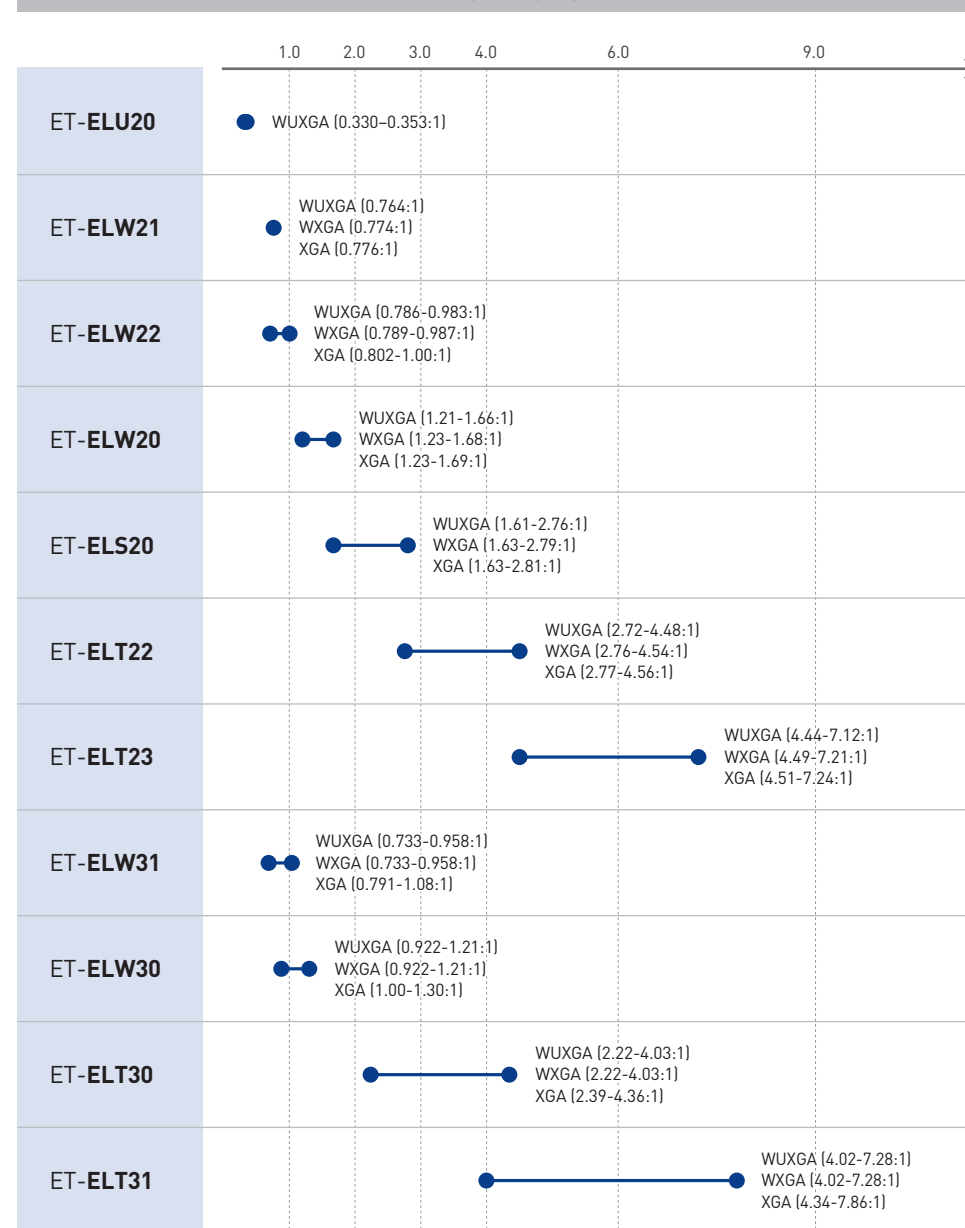 1.0 2.0 3.0 4.0 6.0 9.0
ET-ELU20
WUXGA (0.330–0.353:1)
ET-ELW21
WUXGA (0.764:1)
WXGA (0.774:1)
XGA (0.776:1)
ET-ELW22
WUXGA (0.786-0.983:1)
WXGA (0.789-0.987:1)
XGA (0.802-1.00:1)
ET-ELW20
WUXGA (1.21-1.66:1)
WXGA (1.23-1.68:1)
XGA (1.23-1.69:1)
ET-ELS20
WUXGA (1.61-2.76:1)
WXGA (1.63-2.79:1)
XGA (1.63-2.81:1)
ET-ELT22
WUXGA (2.72-4.48:1)
WXGA (2.76-4.54:1)
XGA (2.77-4.56:1)
ET-ELT23
WUXGA (4.44-7.12:1)
WXGA (4.49-7.21:1)
XGA (4.51-7.24:1)
ET-ELW31
WUXGA (0.733-0.958:1)
WXGA (0.733-0.958:1)
XGA (0.791-1.08:1)
ET-ELW30
WUXGA (0.922-1.21:1)
WXGA (0.922-1.21:1)
XGA (1.00-1.30:1)
ET-ELT30
WUXGA (2.22-4.03:1)
WXGA (2.22-4.03:1)
XGA (2.39-4.36:1)
ET-ELT31
WUXGA (4.02-7.28:1)
WXGA (4.02-7.28:1)
XGA (4.34-7.86:1)